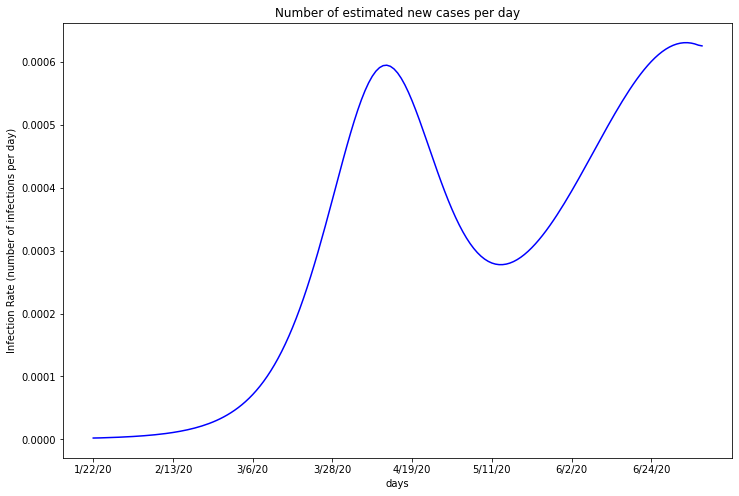 Number of estimated new cases per day
Infection Rate (number of infections per day)
0.0006
0.0005
0.0004
0.0003
0.0002
0.0001
0.0000
1/22/20 2/13/20 3/6/20 3/28/20 4/19/20 5/11/20 6/2/20 6/24/20
days